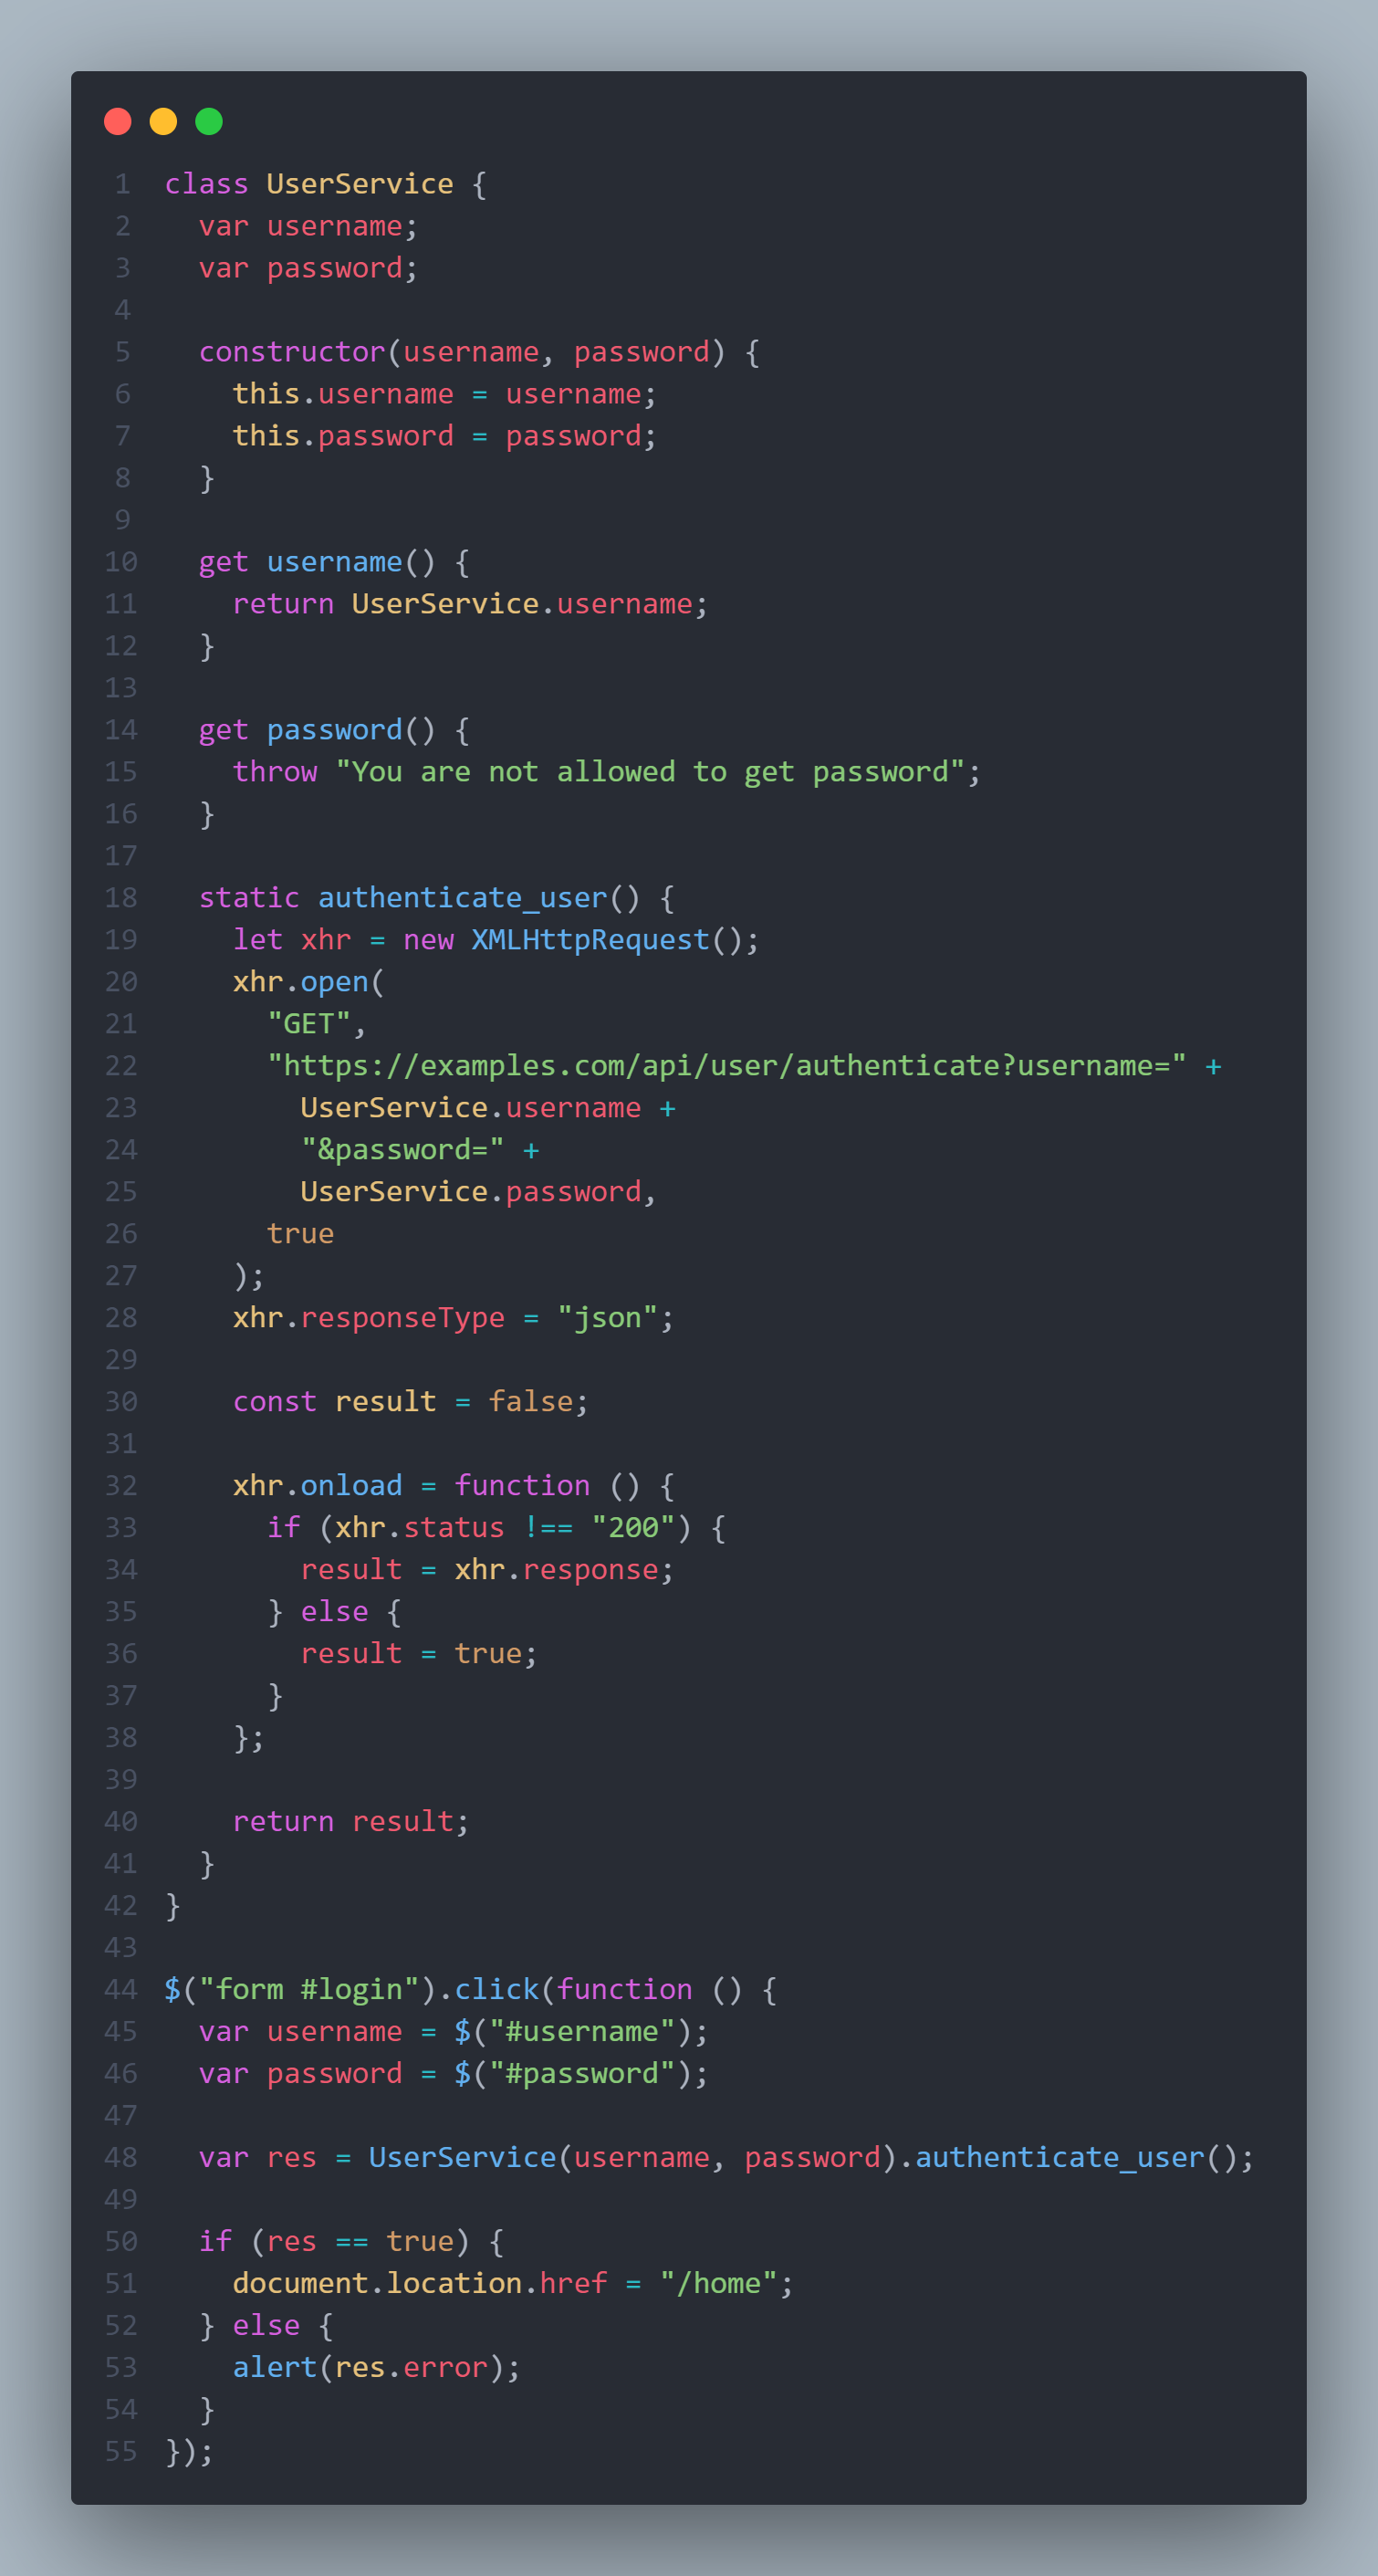 1 class UserService {
2   var username;
3   var password;
4
5   constructor(username, password) {
6     this.username = username;
7     this.password = password;
8   }
9
10   get username() {
11     return UserService.username;
12   }
13
14   get password() {
15     throw "You are not allowed to get password";
16   }
17
18   static authenticate_user() {
19     let xhr = new XMLHttpRequest();
20     xhr.open(
21       "GET",
22       "https://examples.com/api/user/authenticate?username=" +
23         UserService.username +
24         "&password=" +
25         UserService.password,
26       true
27     );
28     xhr.responseType = "json";
29
30     const result = false;
31
32     xhr.onload = function () {
33       if (xhr.status !== "200") {
34         result = xhr.response;
35       } else {
36         result = true;
37       }
38     };
39
40     return result;
41   }
42 }
43
44 $("form #login").click(function () {
45   var username = $("#username");
46   var password = $("#password");
47
48   var res = UserService(username, password).authenticate_user();
49
50   if (res == true) {
51     document.location.href = "/home";
52   } else {
53     alert(res.error);
54   }
55 });